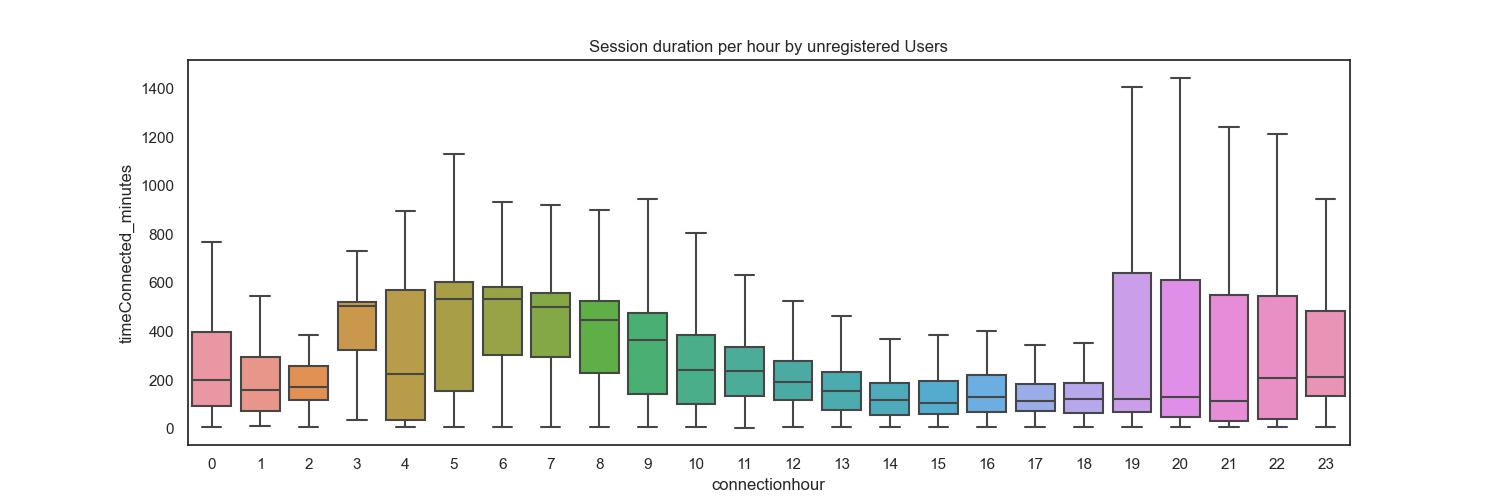 Session duration per hour by unregistered Users
timeConnected_minutes
1400
1200
1000
800
600
400
200
0
0 1 2 3 4 5 6 7 8 9 10 11 12 13 14 15 16 17 18 19 20 21 22 23
connectionhour